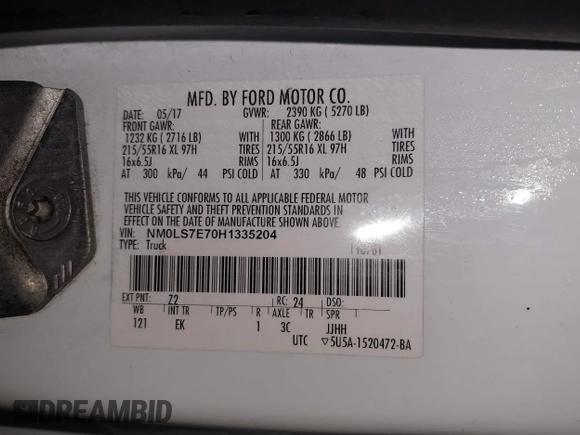 MFD. BY FORD MOTOR CO.
DATE: 05/17 GVWR: 2390 KG ( 5270 LB)
FRONT GAWR: REAR GAWR:
1232 KG ( 2716 LB) WITH 1300 KG ( 2866 LB) WITH
215/55R16 XL 97H TIRES 215/55R16 XL 97H TIRES
16x6.5J RIMS 16x6.5J RIMS
AT 300 kPa/ 44 PSI COLD AT 330 kPa/ 48 PSI COLD
THIS VEHICLE CONFORMS TO ALL APPLICABLE FEDERAL MOTOR
VEHICLE SAFETY AND THEFT PREVENTION STANDARDS IN
EFFECT ON THE DATE OF MANUFACTURE SHOWN ABOVE.
VIN: NM0LS7E70H1335204
TYPE: Truck
EXT PNT: Z2 RC: 24 DSO:
WB INT TR TP/PS R AXLE TR SPR
121 EK 1 3C JJHH
UTC 5U5A-1520472-BA
DREAMBID